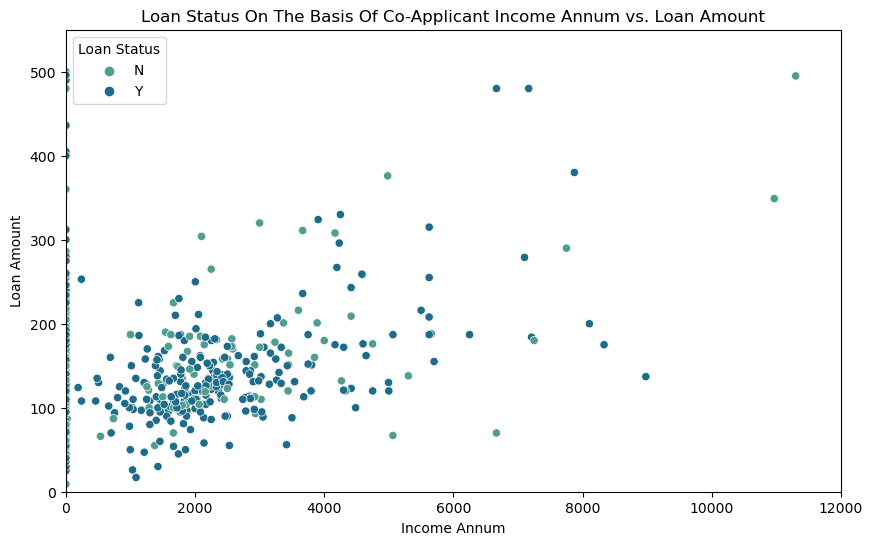 Loan Status On The Basis Of Co-Applicant Income Annum vs. Loan Amount
Loan Status
N
Y
Loan Amount
500
400
300
200
100
0
0 2000 4000 6000 8000 10000 12000
Income Annum